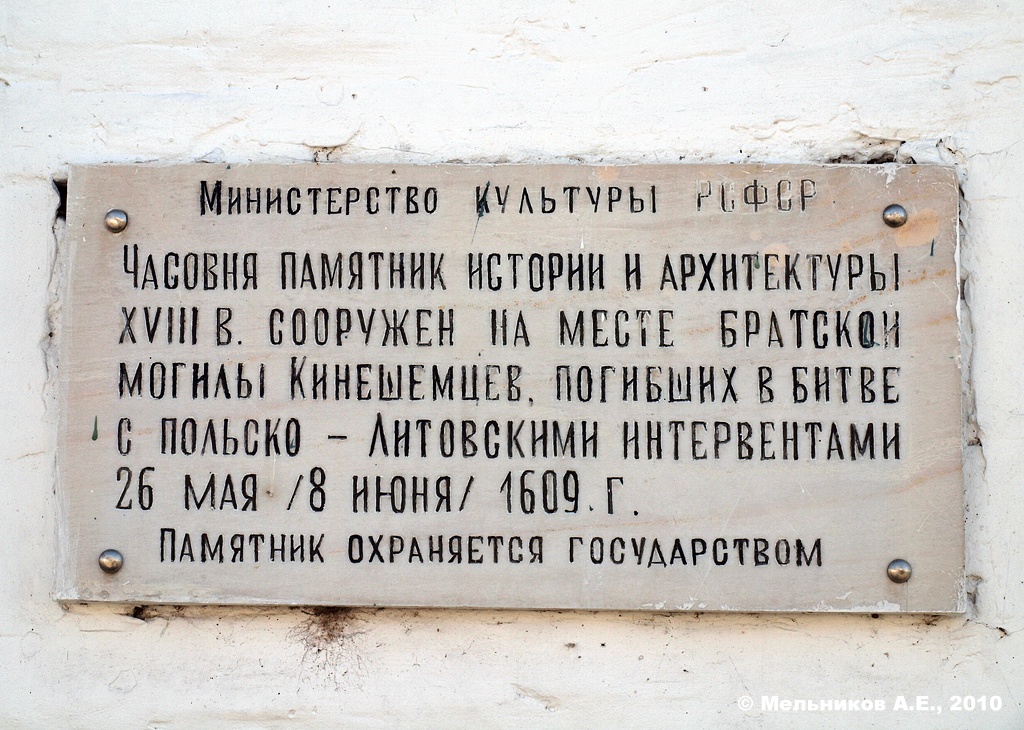 Министерство культуры РСФСР
Часовня памятник истории и архитектуры
XVIII в. сооружен на месте братской
могилы Кинешемцев, погибших в битве
с польско – Литовскими интервентами
26 мая /8 июня/ 1609. г.
Памятник охраняется государством
© Мельников А.Е., 2010